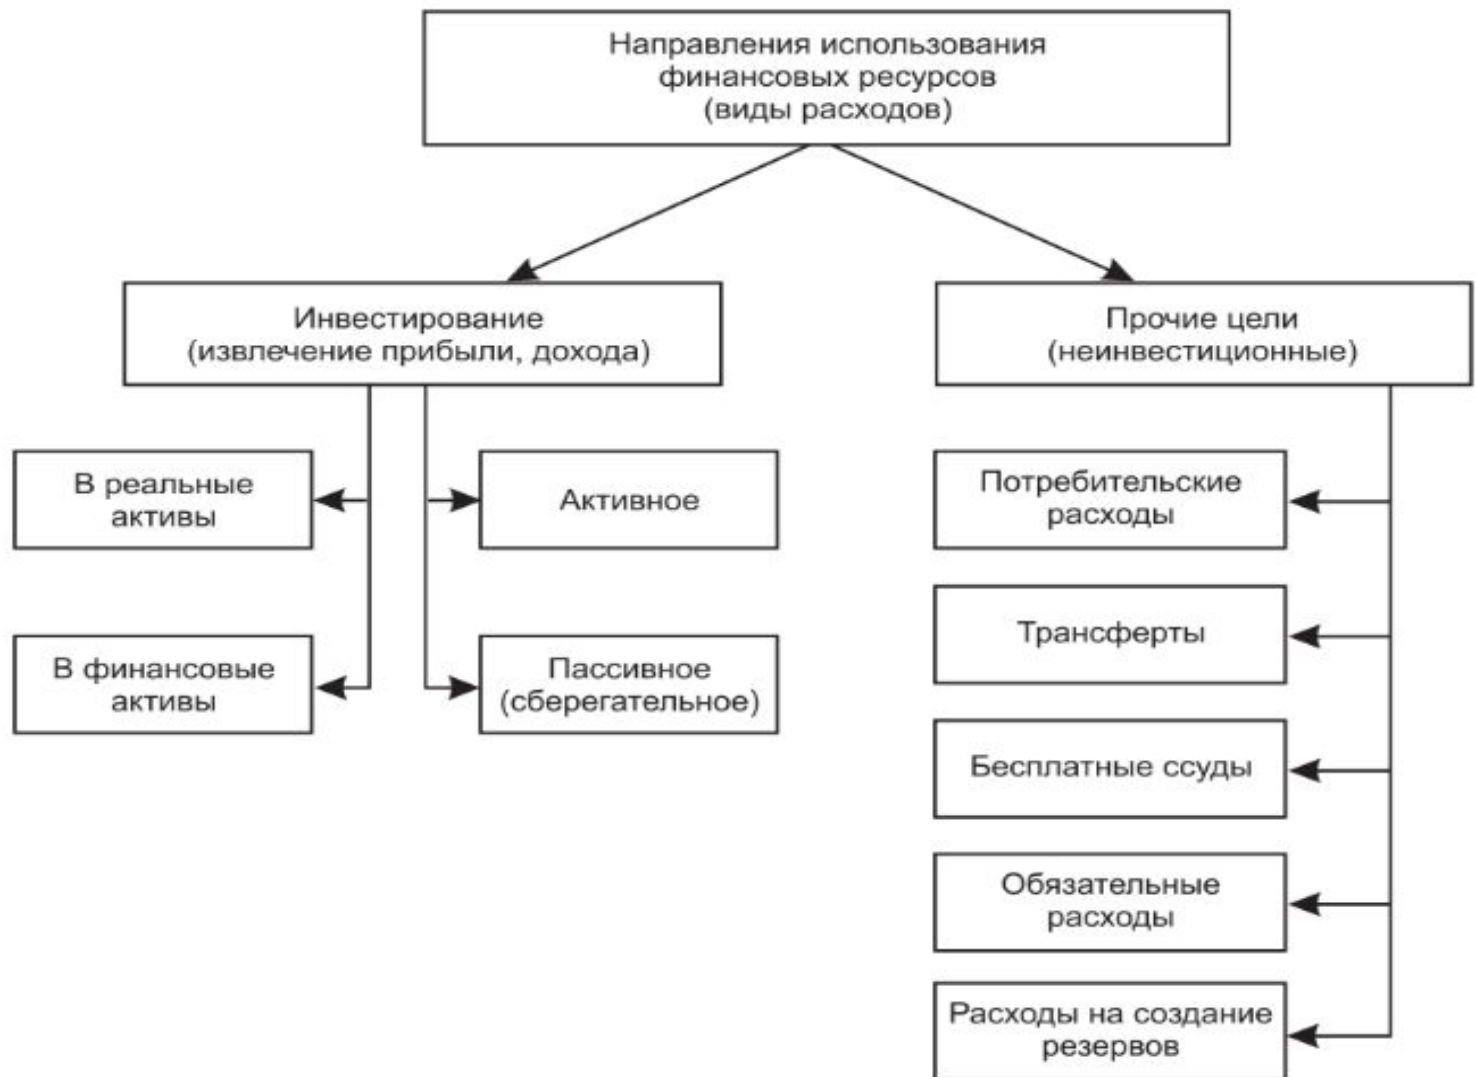 Направления использования
финансовых ресурсов
(виды расходов)
Инвестирование
(извлечение прибыли, дохода)
Прочие цели
(неинвестиционные)
В реальные
активы
Активное
Потребительские
расходы
Трансферты
В финансовые
активы
Пассивное
(сберегательное)
Бесплатные ссуды
Обязательные
расходы
Расходы на создание
резервов